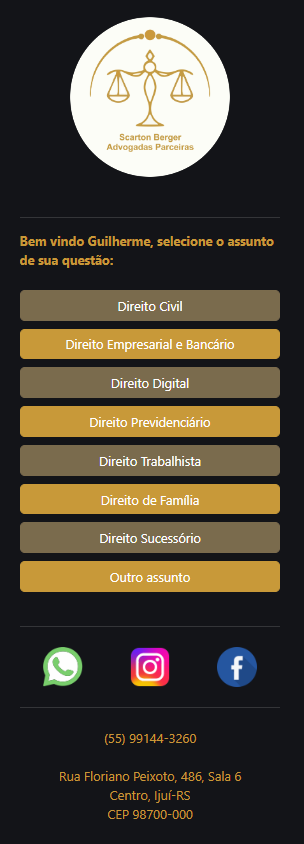 Scarton Berger
Advogadas Parceiras
Bem vindo Guilherme, selecione o assunto
de sua questão:
Direito Civil
Direito Empresarial e Bancário
Direito Digital
Direito Previdenciário
Direito Trabalhista
Direito de Família
Direito Sucessório
Outro assunto
(55) 99144-3260
Rua Floriano Peixoto, 486, Sala 6
Centro, Ijuí-RS
CEP 98700-000